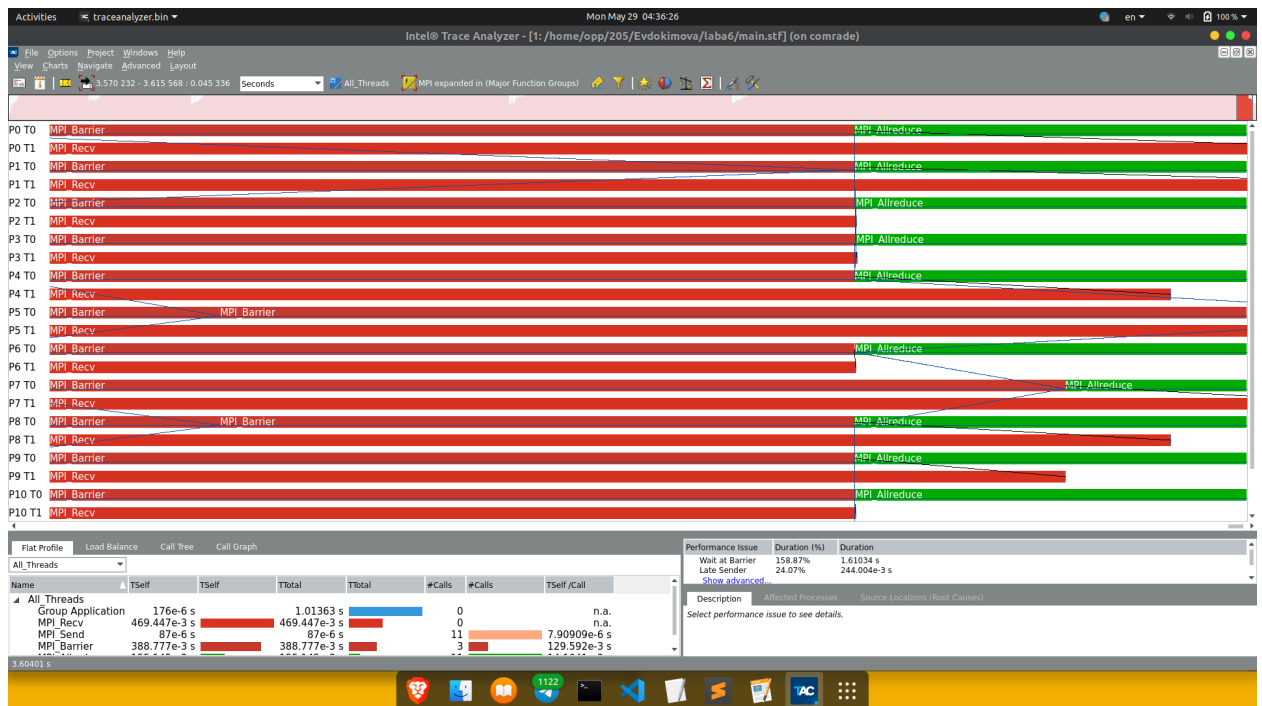 Activities traceanalyzer.bin Mon May 29 04:36:26 en 100 %
Intel® Trace Analyzer - [1: /home/opp/205/Evdokimova/laba6/main.stf] (on comrade)
File Options Project Windows Help
View Charts Navigate Advanced Layout
3.570 232 - 3.615 568 : 0.045 336 Seconds All_Threads MPI expanded in (Major Function Groups)
P0 T0 MPI_Barrier MPI_Allreduce
P0 T1 MPI_Recv
P1 T0 MPI_Barrier MPI_Allreduce
P1 T1 MPI_Recv
P2 T0 MPI_Barrier MPI_Allreduce
P2 T1 MPI_Recv
P3 T0 MPI_Barrier MPI_Allreduce
P3 T1 MPI_Recv
P4 T0 MPI_Barrier MPI_Allreduce
P4 T1 MPI_Recv
P5 T0 MPI_Barrier MPI_Barrier
P5 T1 MPI_Recv
P6 T0 MPI_Barrier MPI_Allreduce
P6 T1 MPI_Recv
P7 T0 MPI_Barrier MPI_Allreduce
P7 T1 MPI_Recv
P8 T0 MPI_Barrier MPI_Barrier MPI_Allreduce
P8 T1 MPI_Recv
P9 T0 MPI_Barrier MPI_Allreduce
P9 T1 MPI_Recv
P10 T0 MPI_Barrier MPI_Allreduce
P10 T1 MPI_Recv
Flat Profile Load Balance Call Tree Call Graph
All_Threads
Name TSelf TSelf TTotal TTotal #Calls #Calls TSelf /Call
All_Threads
Group Application 176e-6 s 1.01363 s 0 n.a.
MPI_Recv 469.447e-3 s 469.447e-3 s 0 n.a.
MPI_Send 87e-6 s 87e-6 s 11 7.90909e-6 s
MPI_Barrier 388.777e-3 s 388.777e-3 s 3 129.592e-3 s
Performance Issue Duration (%) Duration
Wait at Barrier 158.87% 1.61034 s
Late Sender 24.07% 244.004e-3 s
Show advanced...
Description Affected Processes Source Locations (Root Causes)
Select performance issue to see details.
3.60401 s
1122
TAC